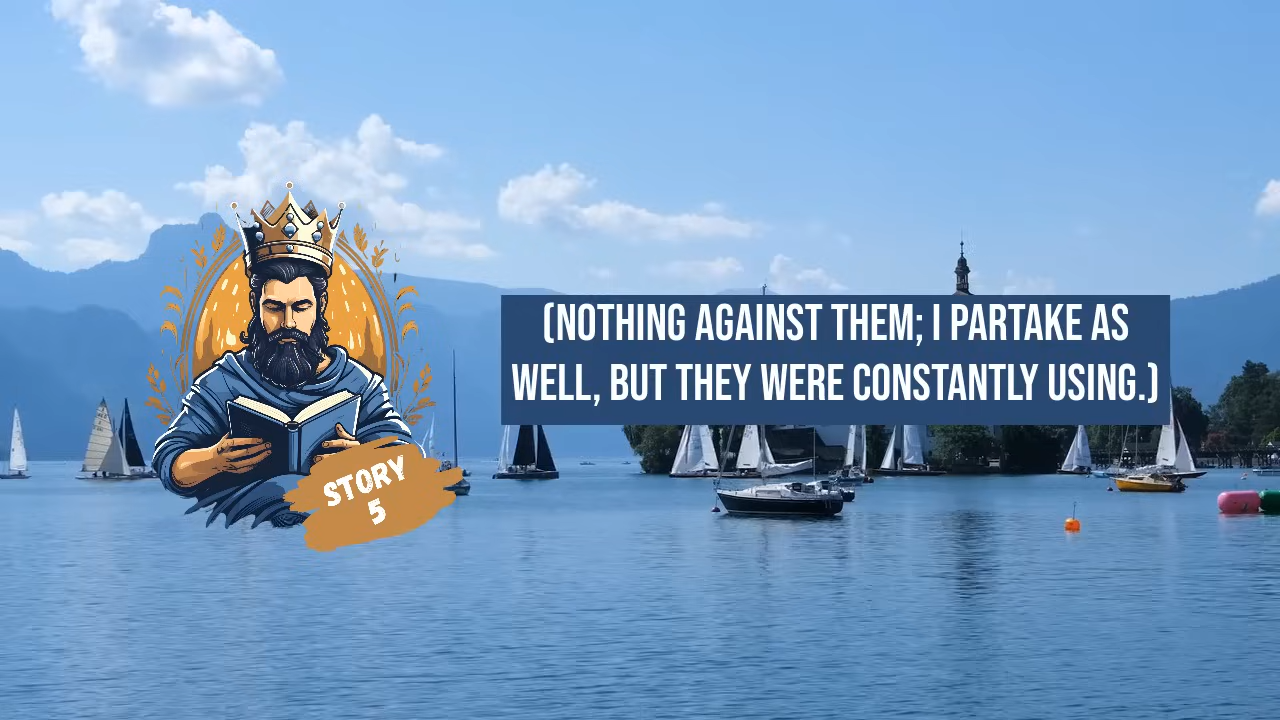 (NOTHING AGAINST THEM; I PARTAKE AS
WELL, BUT THEY WERE CONSTANTLY USING.)
STORY
5